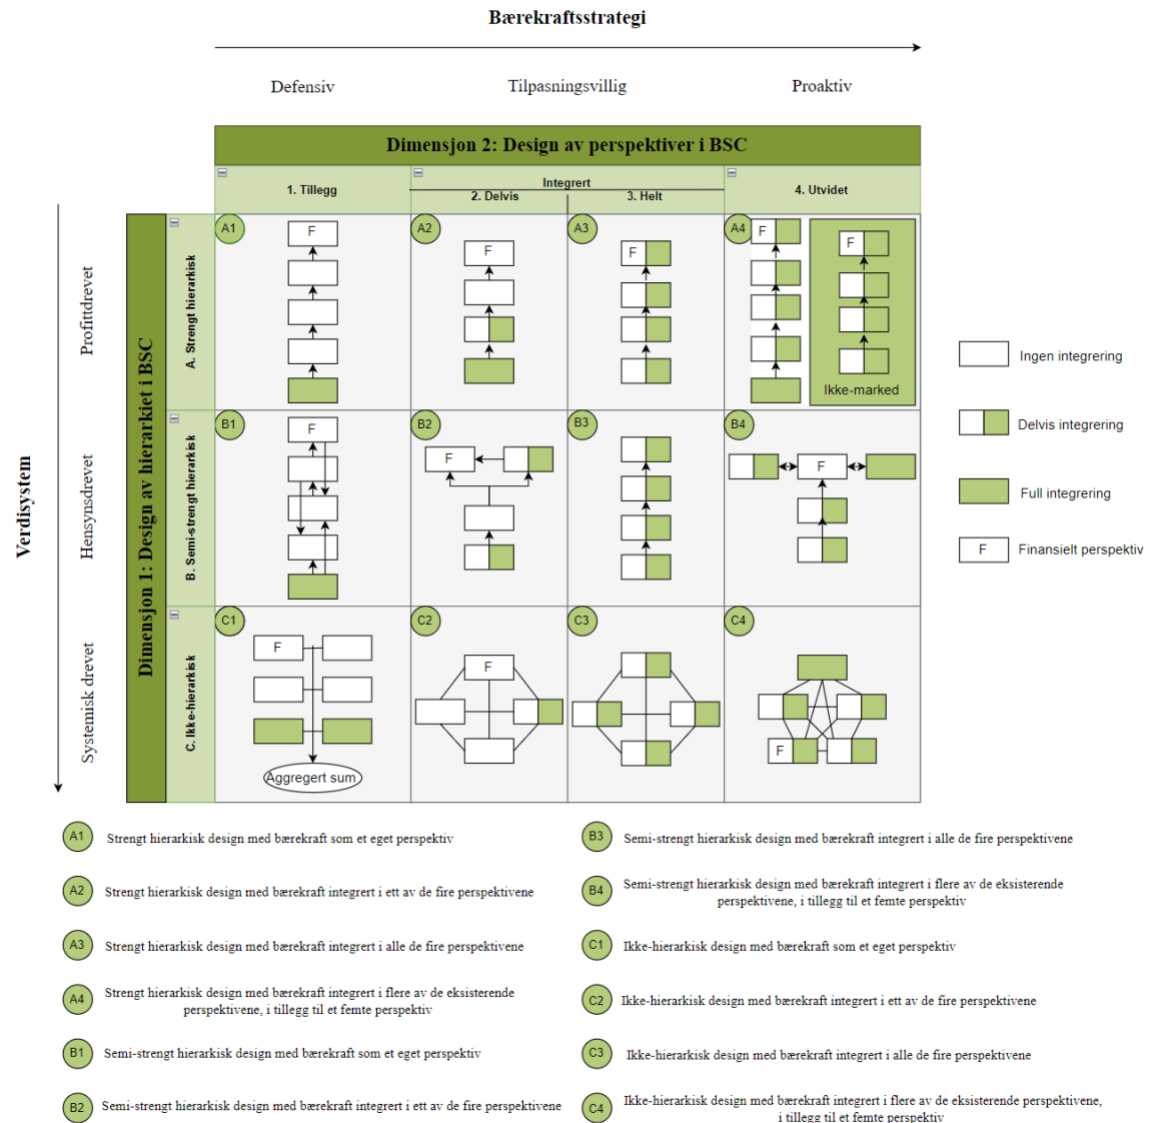 Bærekraftsstrategi
Defensiv
Tilpasningsvillig
Proaktiv
Dimensjon 2: Design av perspektiver i BSC
1. Tillegg
Integrert
2. Delvis
3. Helt
4. Utvidet
Verdisystem
Profittdrevet
Hensynsdrevet
Systemisk drevet
Dimensjon 1: Design av hierarkiet i BSC
A. Strengt hierarkisk
B. Semi-strengt hierarkisk
C. Ikke-hierarkisk
A1
F
A2
F
A3
F
A4
F
F
Ikke-marked
B1
F
B2
F
B3
B4
F
C1
F
Aggregert sum
C2
F
C3
C4
F
Ingen integrering
Delvis integrering
Full integrering
F
Finansielt perspektiv
A1
Strengt hierarkisk design med bærekraft som et eget perspektiv
A2
Strengt hierarkisk design med bærekraft integrert i ett av de fire perspektivene
A3
Strengt hierarkisk design med bærekraft integrert i alle de fire perspektivene
A4
Strengt hierarkisk design med bærekraft integrert i flere av de eksisterende
perspektivene, i tillegg til et femte perspektiv
B1
Semi-strengt hierarkisk design med bærekraft som et eget perspektiv
B2
Semi-strengt hierarkisk design med bærekraft integrert i ett av de fire perspektivene
B3
Semi-strengt hierarkisk design med bærekraft integrert i alle de fire perspektivene
B4
Semi-strengt hierarkisk design med bærekraft integrert i flere av de eksisterende
perspektivene, i tillegg til et femte perspektiv
C1
Ikke-hierarkisk design med bærekraft som et eget perspektiv
C2
Ikke-hierarkisk design med bærekraft integrert i ett av de fire perspektivene
C3
Ikke-hierarkisk design med bærekraft integrert i alle de fire perspektivene
C4
Ikke-hierarkisk design med bærekraft integrert i flere av de eksisterende perspektivene,
i tillegg til et femte perspektiv